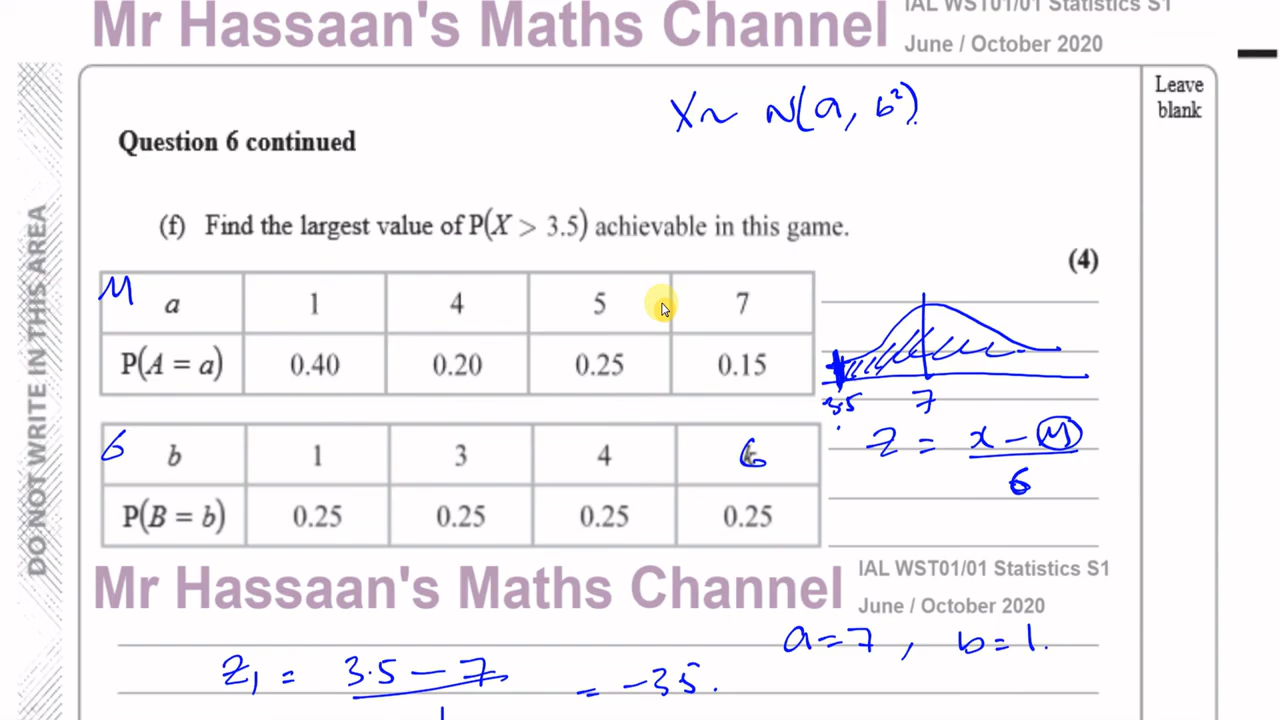 Mr Hassaan's Maths Channel
IAL WST01/01 Statistics S1
June / October 2020
Leave
blank
X ~ N(a, b²).
Question 6 continued
(f) Find the largest value of P(X > 3.5) achievable in this game.
(4)
M a 1 4 5 7
P(A = a) 0.40 0.20 0.25 0.15
3.5 7
6 b 1 3 4 6
P(B = b) 0.25 0.25 0.25 0.25
z = x - M
6
DO NOT WRITE IN THIS AREA
Mr Hassaan's Maths Channel
IAL WST01/01 Statistics S1
June / October 2020
a = 7 , b = 1.
Z₁ = 3.5 - 7 = -3.5.
1